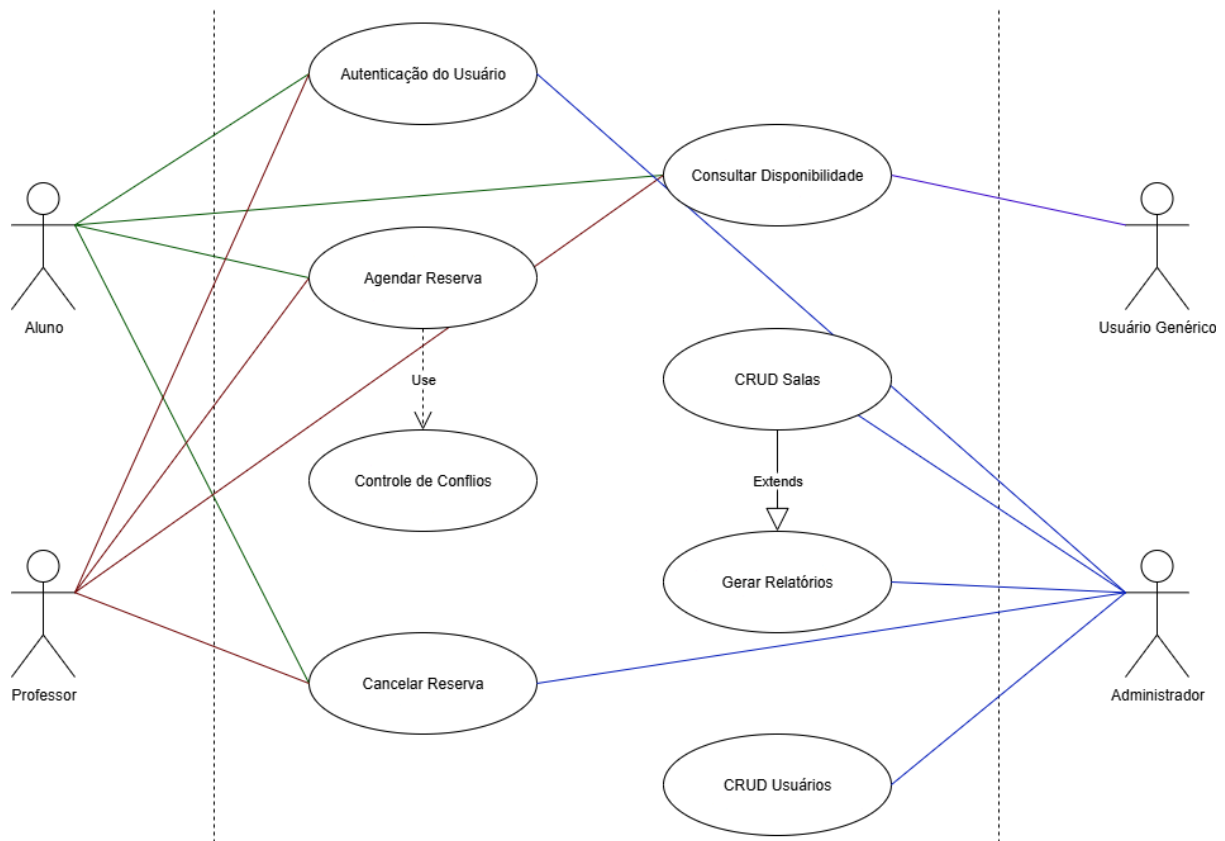 Autenticação do Usuário
Consultar Disponibilidade
Aluno
Agendar Reserva
Usuário Genérico
Use
CRUD Salas
Controle de Conflios
Extends
Gerar Relatórios
Professor
Cancelar Reserva
Administrador
CRUD Usuários